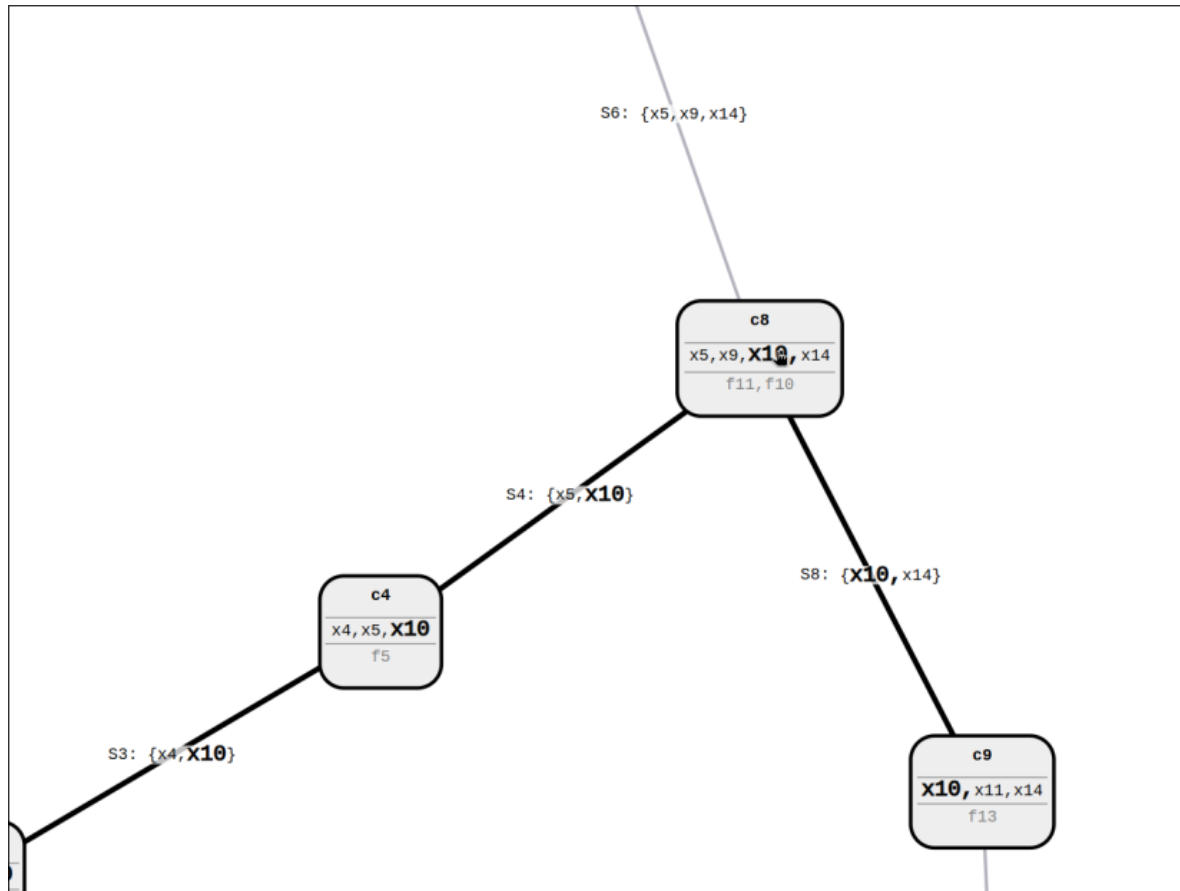 S6: {x5,x9,x14}
c8
x5,x9,x10,x14
f11,f10
S4: {x5,x10}
S8: {x10,x14}
c4
x4,x5,x10
f5
S3: {x4,x10}
c9
x10,x11,x14
f13